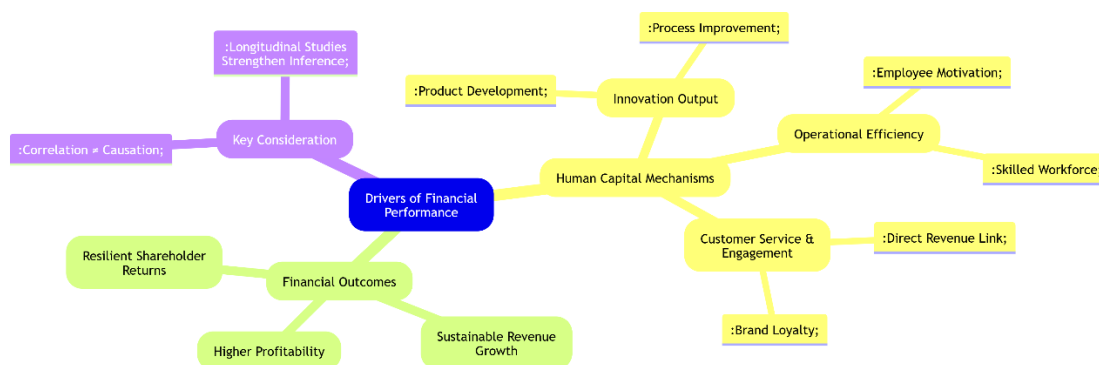 :Process Improvement;
:Longitudinal Studies
Strengthen Inference;
:Employee Motivation;
:Product Development;
Innovation Output
Key Consideration
Operational Efficiency
:Correlation ≠ Causation;
:Skilled Workforce
Human Capital Mechanisms
Drivers of Financial
Performance
Customer Service &
Engagement
:Direct Revenue Link;
Resilient Shareholder
Returns
Financial Outcomes
:Brand Loyalty;
Sustainable Revenue
Growth
Higher Profitability